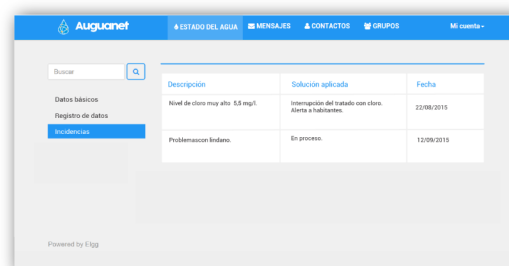 Auguanet
ESTADO DEL AGUA MENSAJES CONTACTOS GRUPOS Mi cuenta
Buscar
Datos básicos
Registro de datos
Incidencias
Descripción Solución aplicada Fecha
Nivel de cloro muy alto 5,5 mg/l. Interrupción del tratado con cloro. 22/08/2015
Alerta a habitantes.
Problemascon lindano. En proceso. 12/09/2015
Powered by Elgg